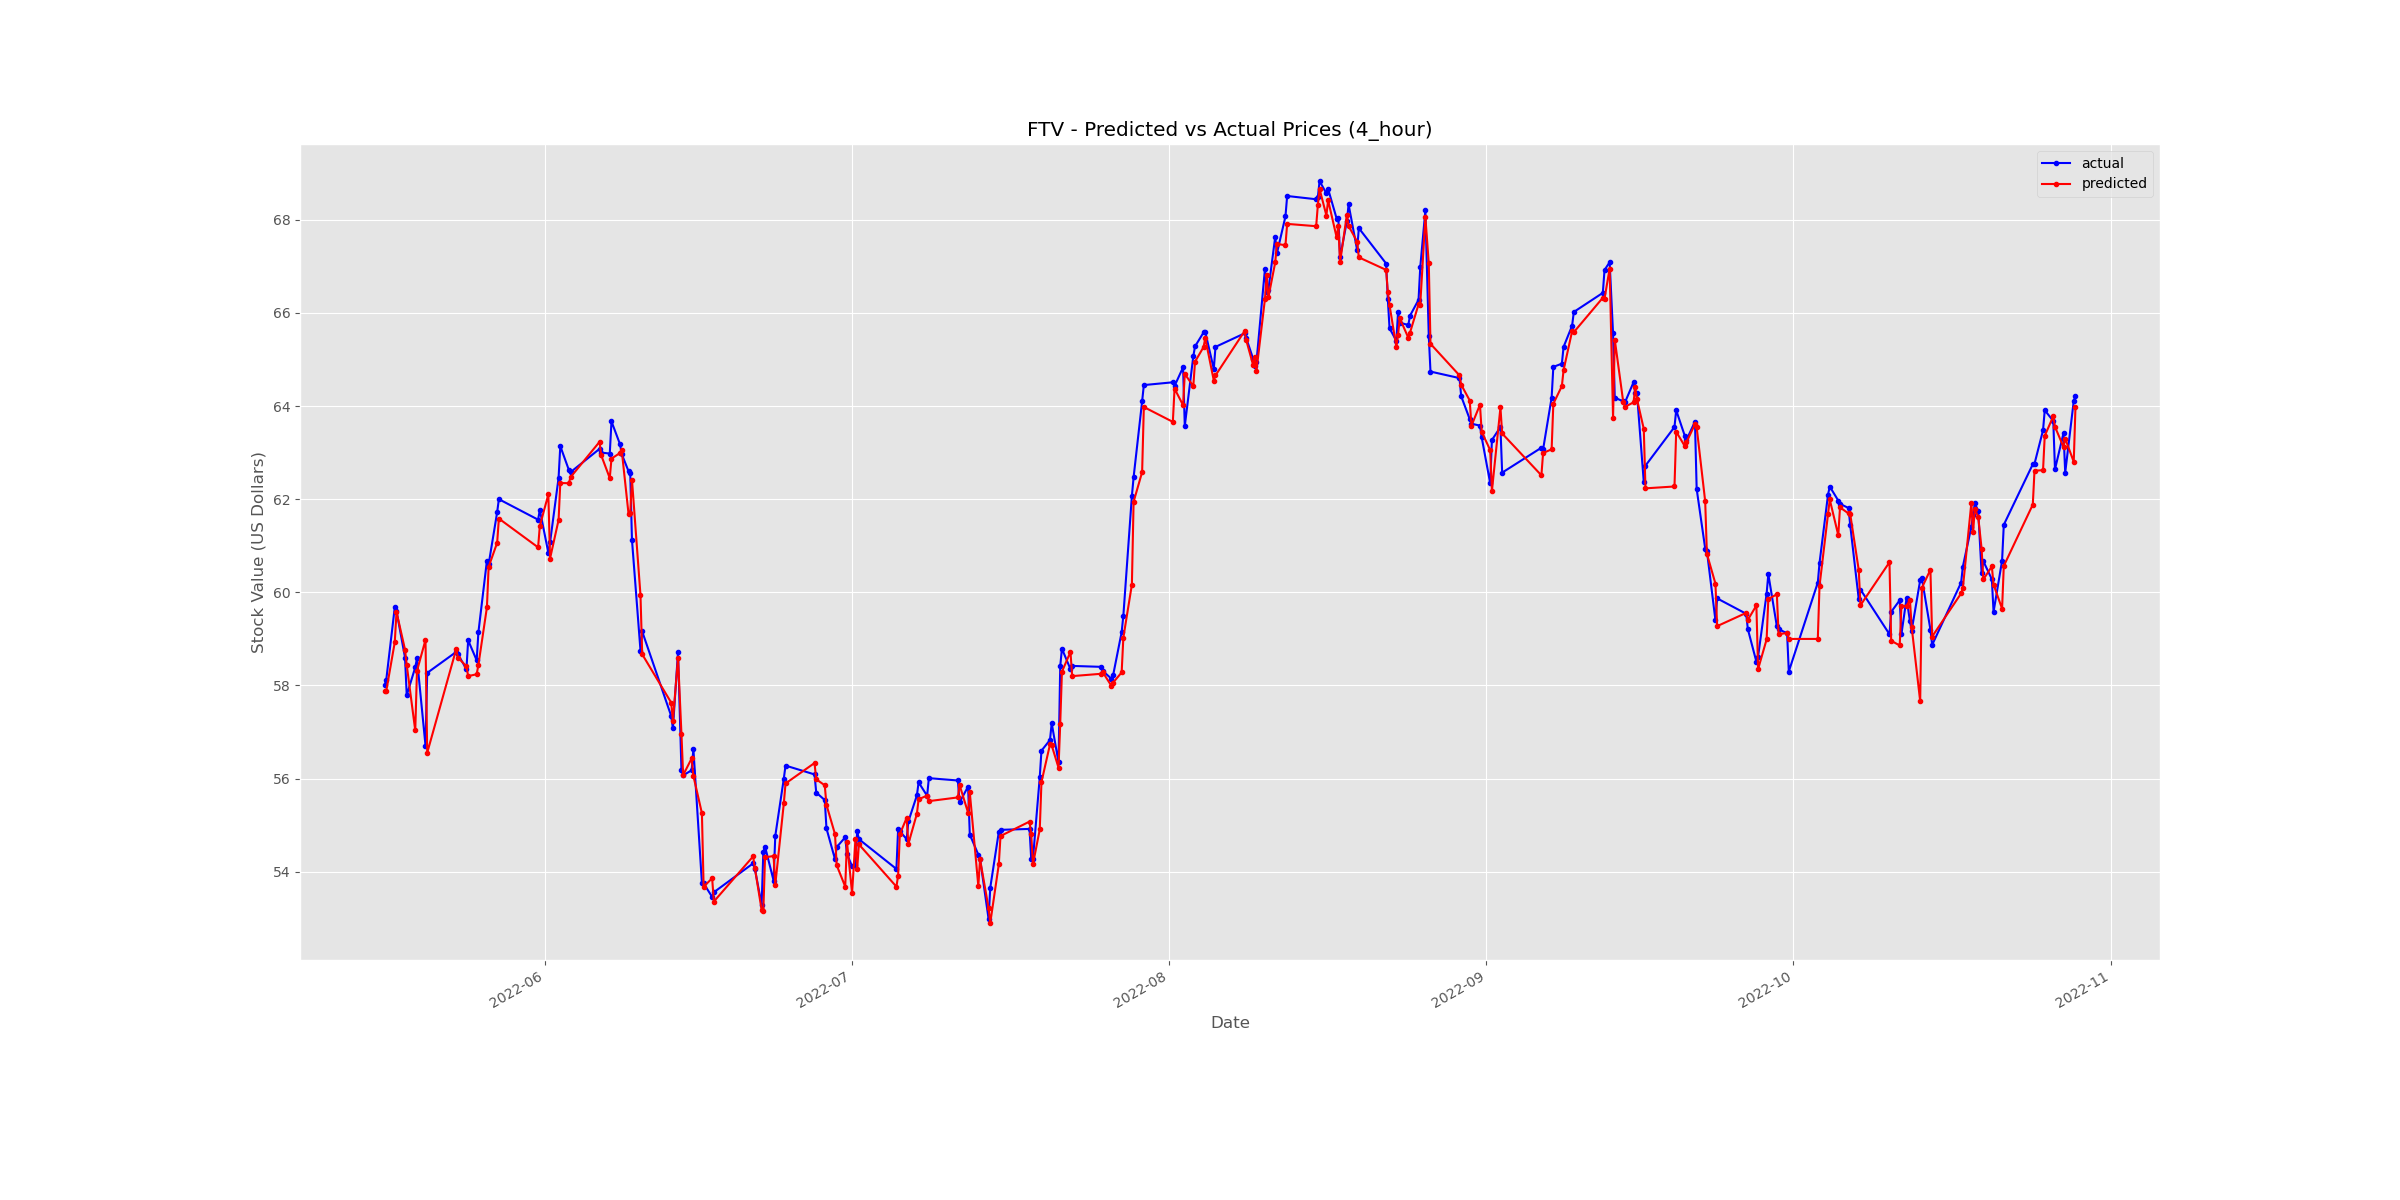 FTV - Predicted vs Actual Prices (4_hour)
actual
predicted
Stock Value (US Dollars)
68
66
64
62
60
58
56
54
2022-06
2022-07
2022-08
2022-09
2022-10
2022-11
Date